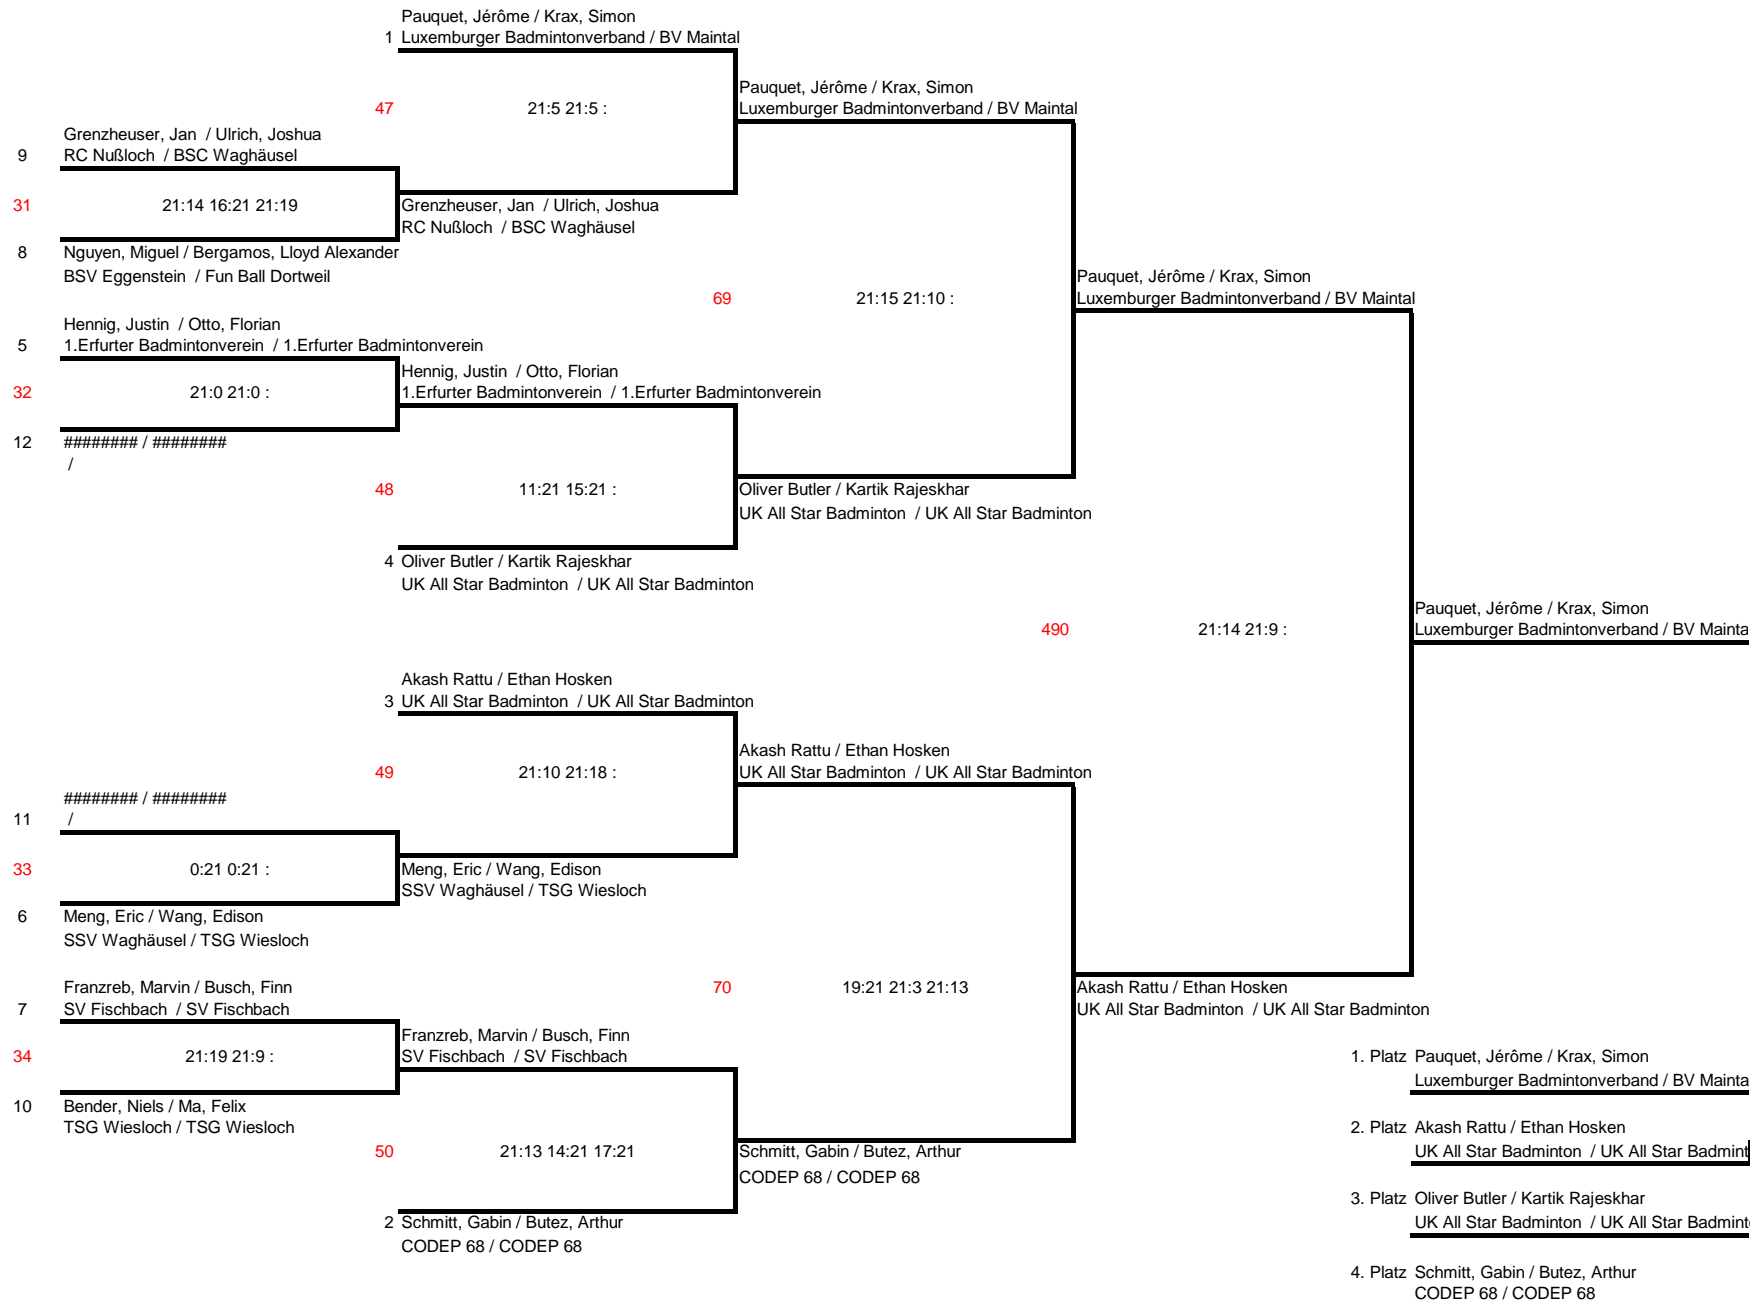 Pauquet, Jérôme / Krax, Simon
1 Luxemburger Badmintonverband / BV Maintal
Pauquet, Jérôme / Krax, Simon
47 21:5 21:5 : Luxemburger Badmintonverband / BV Maintal
Grenzheuser, Jan / Ulrich, Joshua
9 RC Nußloch / BSC Waghäusel
31 21:14 16:21 21:19 Grenzheuser, Jan / Ulrich, Joshua
RC Nußloch / BSC Waghäusel
8 Nguyen, Miguel / Bergamos, Lloyd Alexander
BSV Eggenstein / Fun Ball Dortweil
Pauquet, Jérôme / Krax, Simon
69 21:15 21:10 : Luxemburger Badmintonverband / BV Maintal
Hennig, Justin / Otto, Florian
5 1.Erfurter Badmintonverein / 1.Erfurter Badmintonverein
Hennig, Justin / Otto, Florian
32 21:0 21:0 : 1.Erfurter Badmintonverein / 1.Erfurter Badmintonverein
12 ######## / ########
/
48 11:21 15:21 : Oliver Butler / Kartik Rajeskhar
UK All Star Badminton / UK All Star Badminton
4 Oliver Butler / Kartik Rajeskhar
UK All Star Badminton / UK All Star Badminton
Pauquet, Jérôme / Krax, Simon
490 21:14 21:9 : Luxemburger Badmintonverband / BV Mainta
Akash Rattu / Ethan Hosken
3 UK All Star Badminton / UK All Star Badminton
Akash Rattu / Ethan Hosken
49 21:10 21:18 : UK All Star Badminton / UK All Star Badminton
######## / ########
11 /
33 0:21 0:21 : Meng, Eric / Wang, Edison
SSV Waghäusel / TSG Wiesloch
6 Meng, Eric / Wang, Edison
SSV Waghäusel / TSG Wiesloch
Franzreb, Marvin / Busch, Finn
70 19:21 21:3 21:13 Akash Rattu / Ethan Hosken
7 SV Fischbach / SV Fischbach
UK All Star Badminton / UK All Star Badminton
Franzreb, Marvin / Busch, Finn
34 21:19 21:9 : SV Fischbach / SV Fischbach
1. Platz Pauquet, Jérôme / Krax, Simon
Luxemburger Badmintonverband / BV Mainta
10 Bender, Niels / Ma, Felix
TSG Wiesloch / TSG Wiesloch
2. Platz Akash Rattu / Ethan Hosken
UK All Star Badminton / UK All Star Badmint
50 21:13 14:21 17:21 Schmitt, Gabin / Butez, Arthur
CODEP 68 / CODEP 68
3. Platz Oliver Butler / Kartik Rajeskhar
UK All Star Badminton / UK All Star Badmint
2 Schmitt, Gabin / Butez, Arthur
CODEP 68 / CODEP 68
4. Platz Schmitt, Gabin / Butez, Arthur
CODEP 68 / CODEP 68